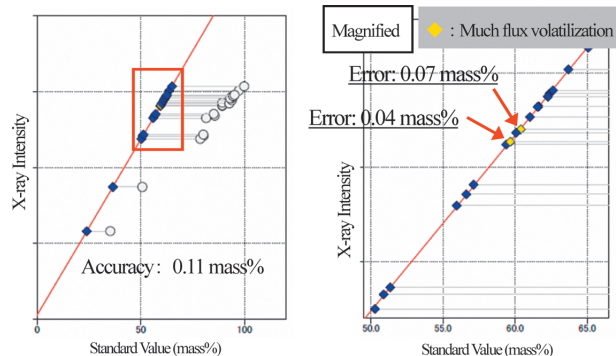 X-ray Intensity
Accuracy: 0.11 mass%
0
50
100
Standard Value (mass%)
Magnified
: Much flux volatilization
Error: 0.07 mass%
Error: 0.04 mass%
X-ray Intensity
50.0
55.0
60.0
65.0
Standard Value (mass%)